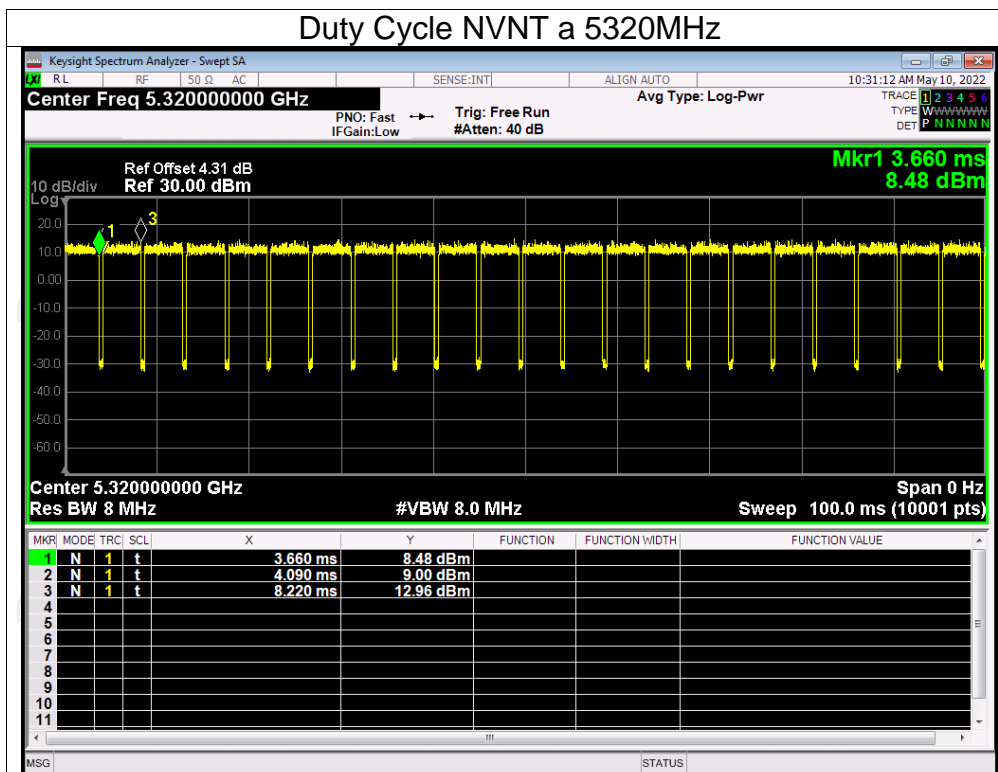 Duty Cycle NVNT a 5320MHz
Keysight Spectrum Analyzer - Swept SA
LXI RL RF 50 Ω AC SENSE:INT ALIGN AUTO 10:31:12 AM May 10, 2022
Center Freq 5.320000000 GHz Avg Type: Log-Pwr TRACE 1 2 3 4 5 6
PNO: Fast Trig: Free Run TYPE WWWWWW
IFGain:Low #Atten: 40 dB DET P N N N N N
Mkr1 3.660 ms
Ref Offset 4.31 dB
10 dB/div Ref 30.00 dBm 8.48 dBm
Log
20.0
10.0
0.00
-10.0
-20.0
-30.0
-40.0
-50.0
-60.0
1
3
Center 5.320000000 GHz Span 0 Hz
Res BW 8 MHz #VBW 8.0 MHz Sweep 100.0 ms (10001 pts)
MKR MODE TRC SCL X Y FUNCTION FUNCTION WIDTH FUNCTION VALUE
1 N 1 t 3.660 ms 8.48 dBm
2 N 1 t 4.090 ms 9.00 dBm
3 N 1 t 8.220 ms 12.96 dBm
4
5
6
7
8
9
10
11
MSG STATUS